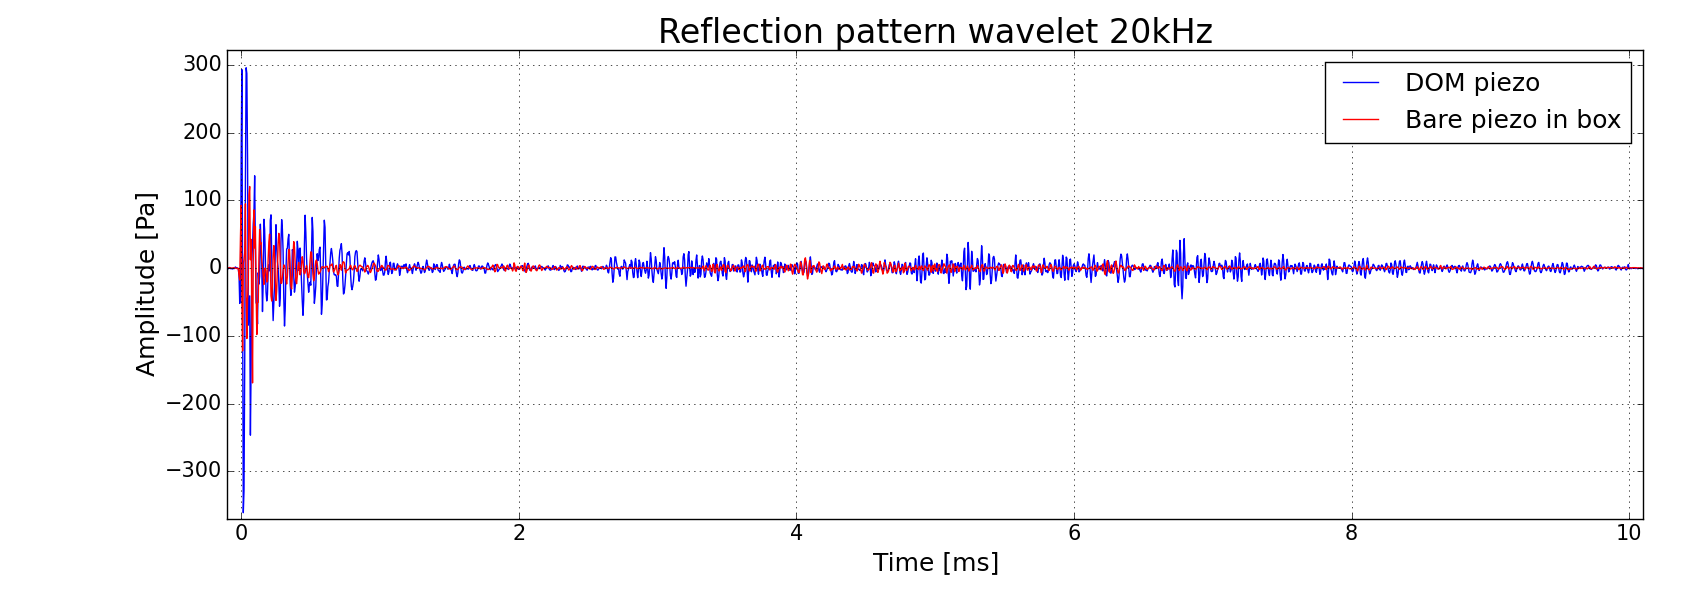 Reflection pattern wavelet 20kHz
DOM piezo
Bare piezo in box
Amplitude [Pa]
300
200
100
0
−100
−200
−300
0 2 4 6 8 10
Time [ms]